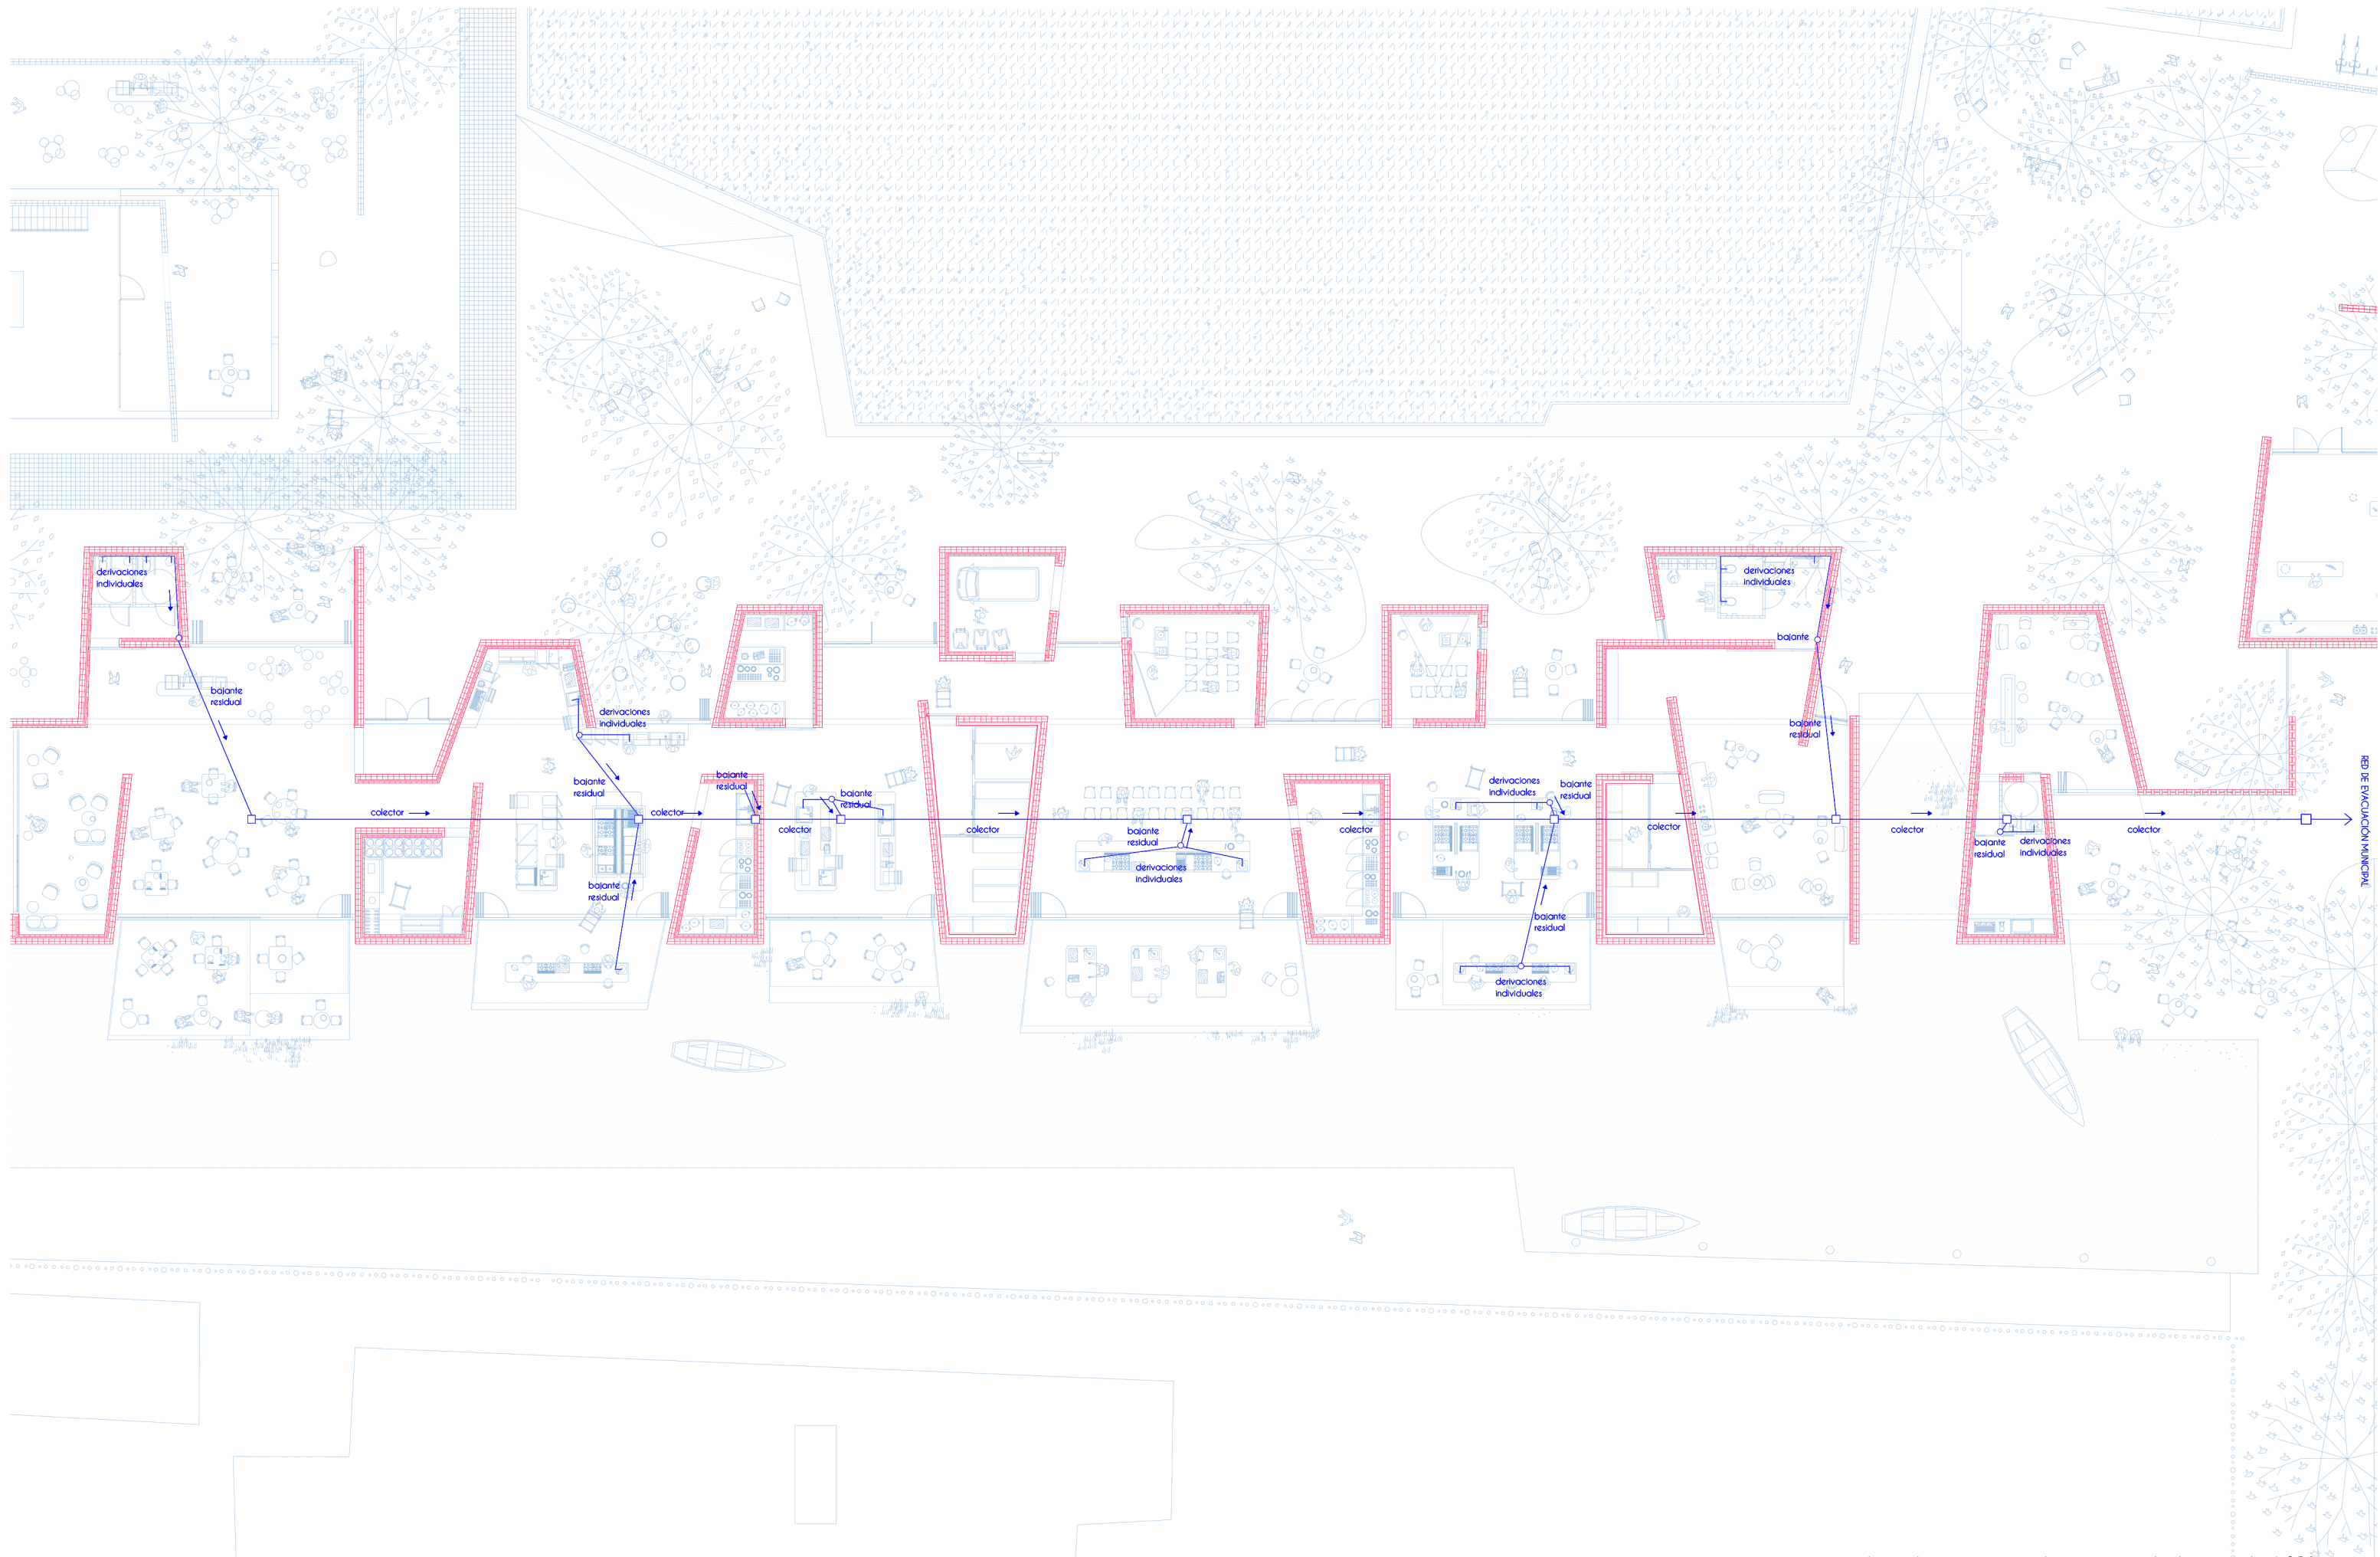 derivaciones
individuales
derivaciones
individuales
bajante
bajante
residual
derivaciones
individuales
bajante
residual
RED DE EVACUACIÓN MUNICIPAL
bajante
residual
bajante
residual
derivaciones
individuales
bajante
residual
bajante
residual
colector
colector
colector
colector
bajante
residual
colector
colector
colector
colector
derivaciones
individuales
bajante
residual
derivaciones
individuales
bajante
residual
bajante
residual
derivaciones
individuales